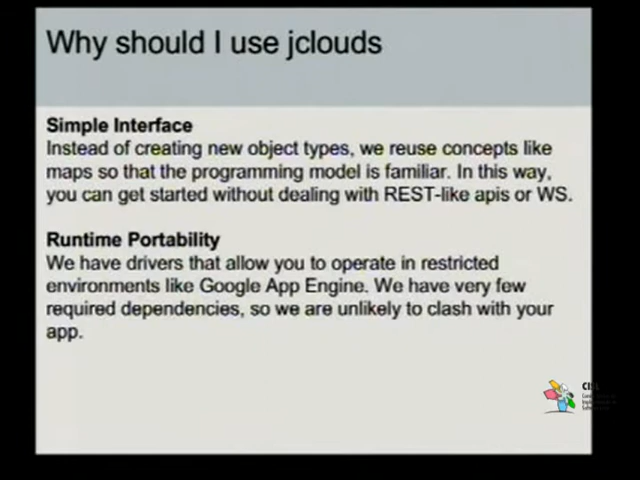 Why should I use jclouds
Simple Interface
Instead of creating new object types, we reuse concepts like
maps so that the programming model is familiar. In this way,
you can get started without dealing with REST-like apis or WS.
Runtime Portability
We have drivers that allow you to operate in restricted
environments like Google App Engine. We have very few
required dependencies, so we are unlikely to clash with your
app.